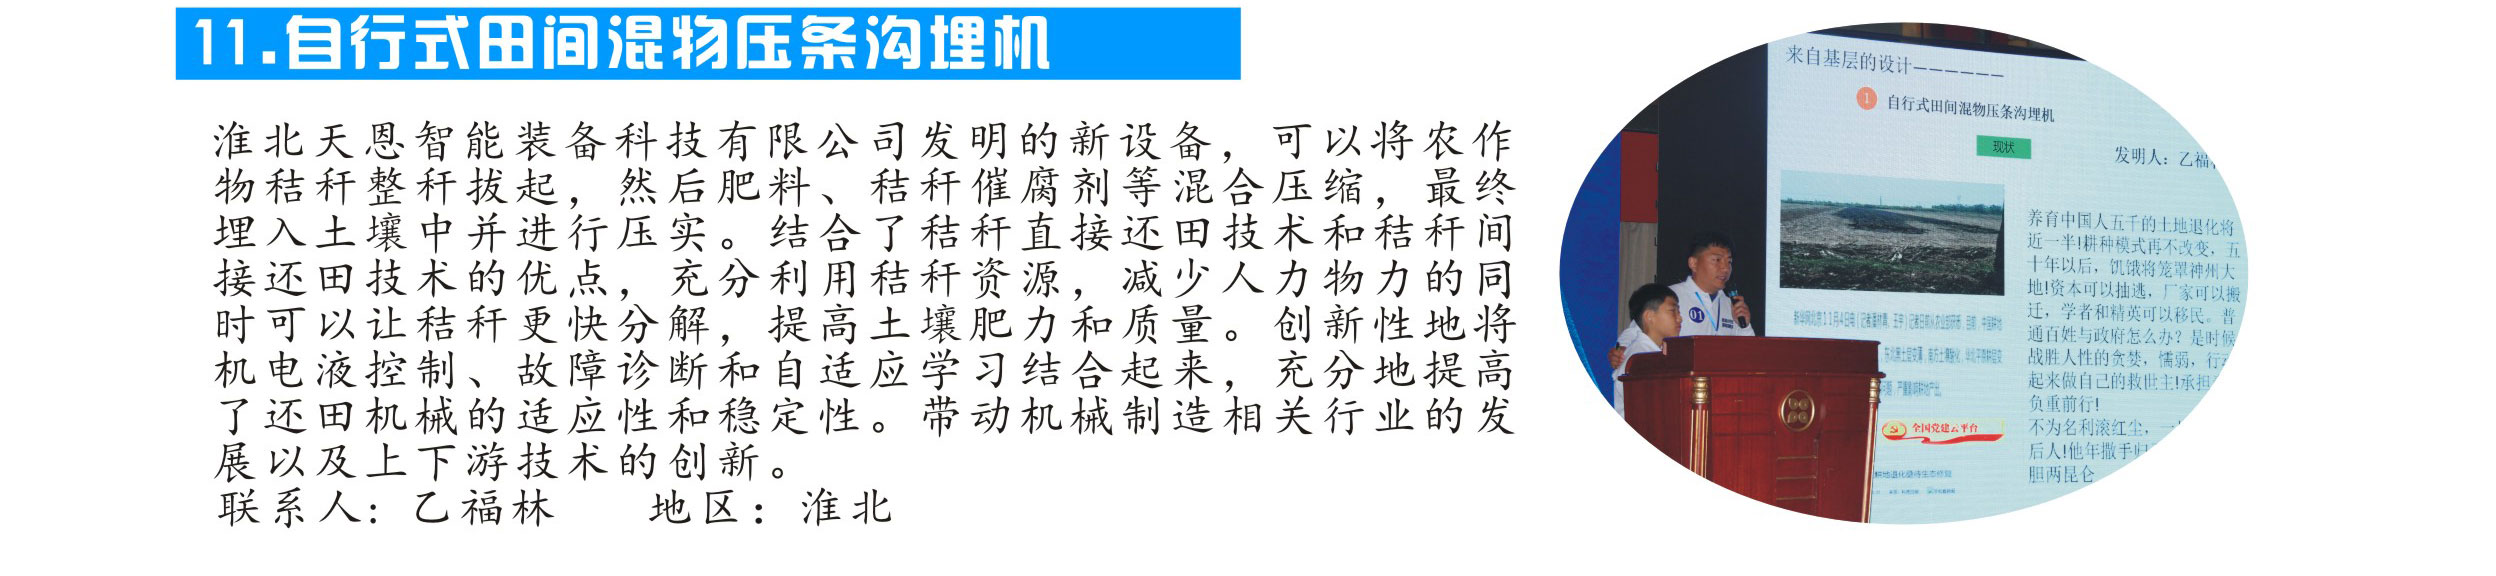 11.自行式田间混物压条沟埋机
淮北天恩智能装备科技有限公司发明的新设备，可以将农作
物秸秆整秆拔起，然后肥料、秸秆催腐剂等混合压缩，最终
埋入土壤中并进行压实。结合了秸秆直接还田技术和秸秆间
接还田技术的优点，充分利用秸秆资源，减少人力物力的同
时可以让秸秆更快分解，提高土壤肥力和质量。创新性地将
机电液控制、故障诊断和自适应学习结合起来，充分地提高
了还田机械的适应性和稳定性。带动机械制造相关行业的发
展以及上下游技术的创新。
联系人：乙福林 地区：淮北
来自基层的设计——————
1 自行式田间混物压条沟埋机
现状
发明人：乙福
养育中国人五千的土地退化将
近一半!耕种模式再不改变，五
十年以后，饥饿将笼罩神州大
地!资本可以抽逃，厂家可以搬
迁，学者和精英可以移民。普
通百姓与政府怎么办？是时候
战胜人性的贪婪，懦弱，行动
起来做自己的救世主!承担
负重前行!
不为名利滚红尘，一
后人!他年撒手归
胆两昆仑
01
全国党建云平台
耕地退化亟待生态修复